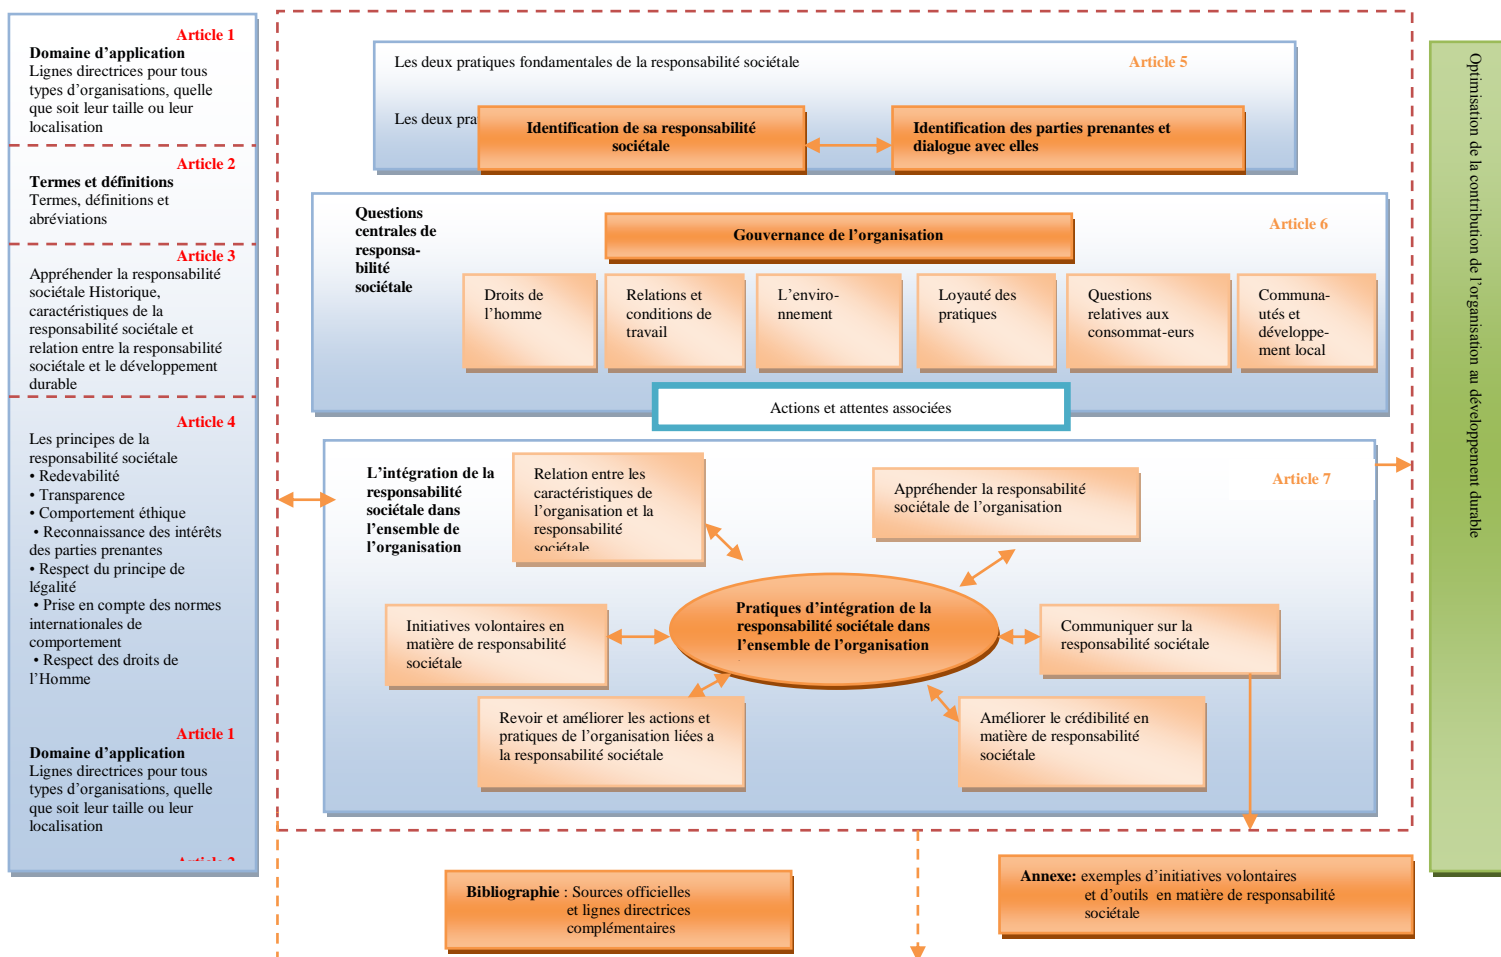 Article 1
Domaine d’application
Lignes directrices pour tous
types d’organisations, quelle
que soit leur taille ou leur
localisation
Article 2
Termes et définitions
Termes, définitions et
abréviations
Article 3
Appréhender la responsabilité
sociétale Historique,
caractéristiques de la
responsabilité sociétale et
relation entre la responsabilité
sociétale et le développement
durable
Article 4
Les principes de la
responsabilité sociétale
• Redevabilité
• Transparence
• Comportement éthique
• Reconnaissance des intérêts
des parties prenantes
• Respect du principe de
légalité
• Prise en compte des normes
internationales de
comportement
• Respect des droits de
l’Homme
Article 1
Domaine d’application
Lignes directrices pour tous
types d’organisations, quelle
que soit leur taille ou leur
localisation
Article 2
Les deux pratiques fondamentales de la responsabilité sociétale
Article 5
Les deux pra
Identification de sa responsabilité
sociétale
Identification des parties prenantes et
dialogue avec elles
Questions
centrales de
responsa-
bilité
sociétale
Article 6
Gouvernance de l’organisation
Droits de
l’homme
Relations et
conditions de
travail
L’enviro-
nnement
Loyauté des
pratiques
Questions
relatives aux
consommat-eurs
Communa-
utés et
développe-
ment local
Actions et attentes associées
L’intégration de la
responsabilité
sociétale dans
l’ensemble de
l’organisation
Article 7
Relation entre les
caractéristiques de
l’organisation et la
responsabilité
sociétale
Appréhender la responsabilité
sociétale de l’organisation
Pratiques d’intégration de la
responsabilité sociétale dans
l’ensemble de l’organisation
Initiatives volontaires en
matière de responsabilité
sociétale
Communiquer sur la
responsabilité sociétale
Revoir et améliorer les actions et
pratiques de l’organisation liées a
la responsabilité sociétale
Améliorer le crédibilité en
matière de responsabilité
sociétale
Bibliographie : Sources officielles
et lignes directrices
complémentaires
Annexe: exemples d’initiatives volontaires
et d’outils en matière de responsabilité
sociétale
Optimisation de la contribution de l’organisation au développement durable